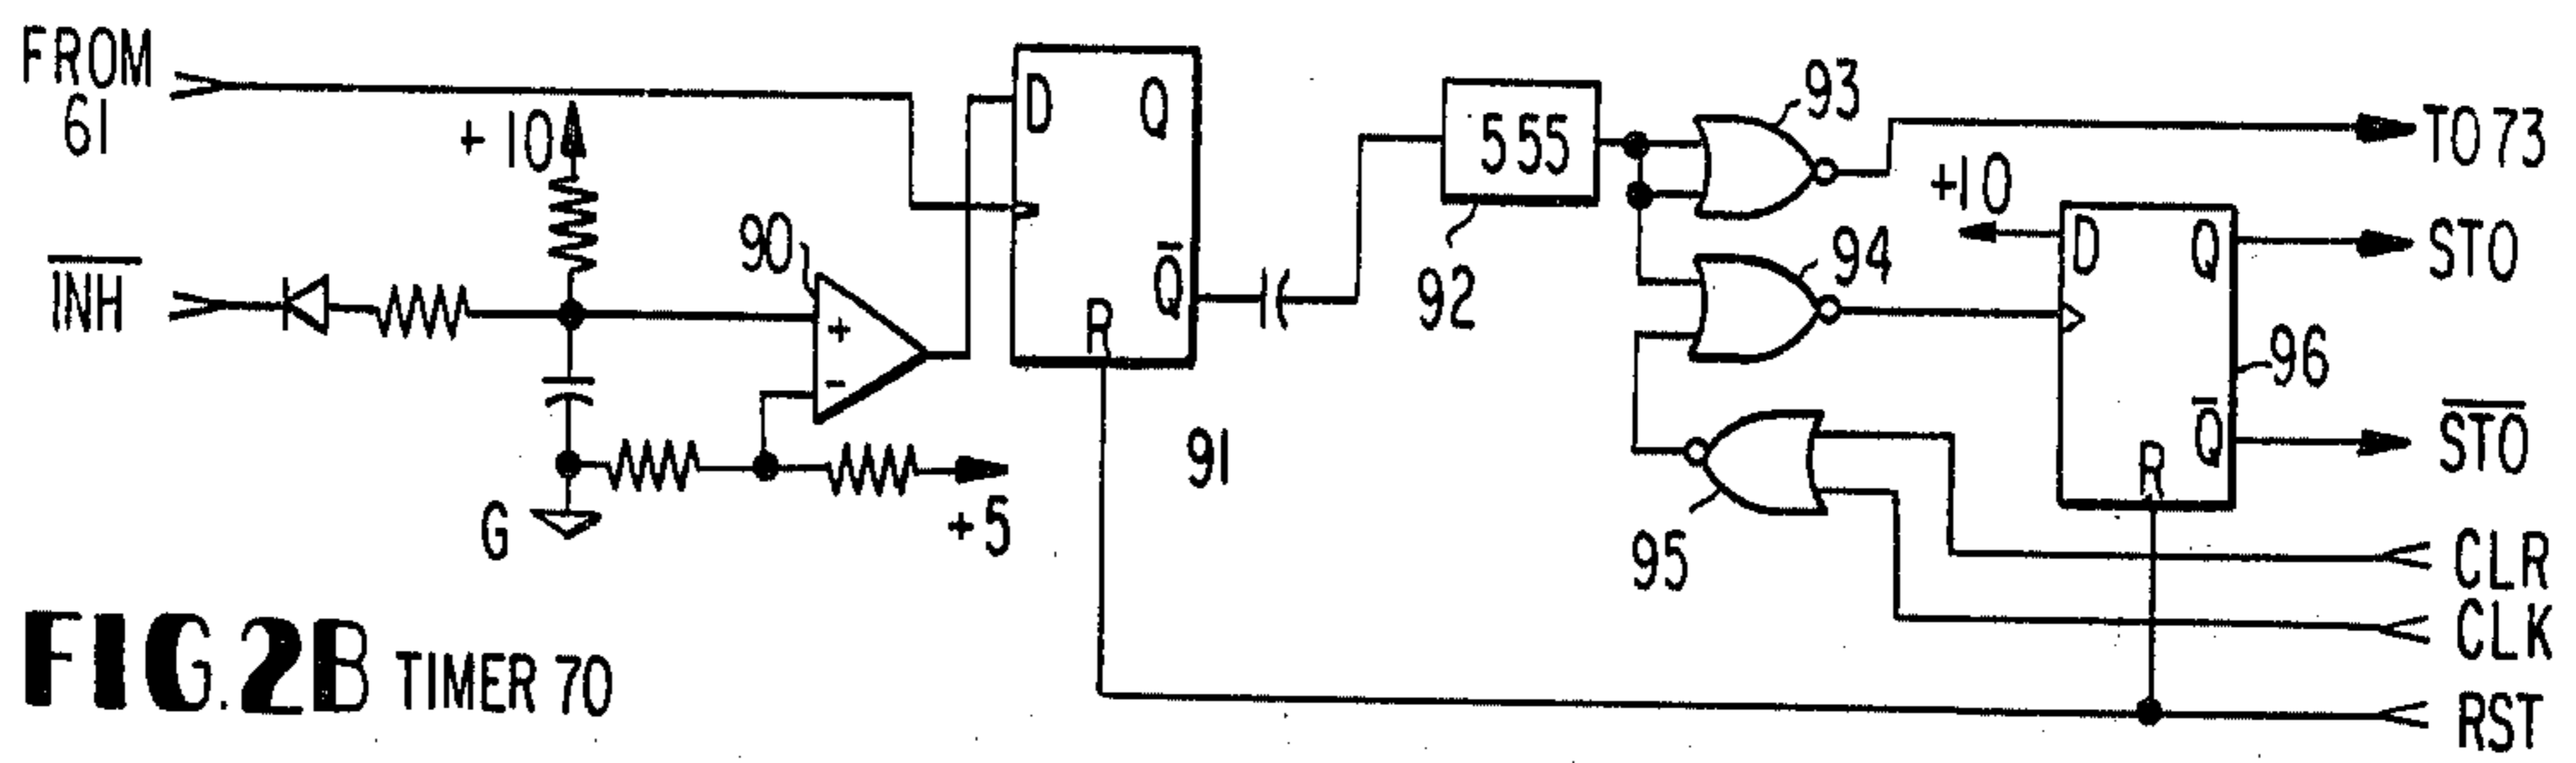 FROM
61
+10
D
Q
555
93
TO 73
+10
D
Q
STO
INH
90
+
-
R
Q
92
94
96
G
+5
91
95
R
Q
STO
CLR
CLK
RST
FIG. 2B TIMER 70